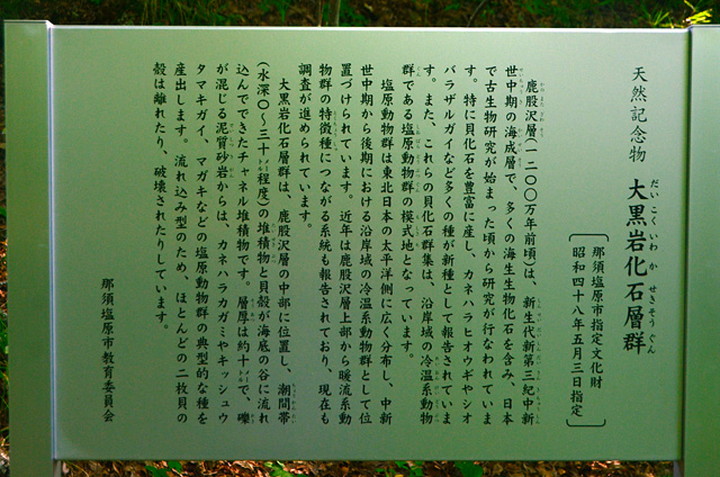 天然記念物 大黒岩化石層群
那須塩原市指定文化財
昭和四十八年五月三日指定
鹿股沢層(一二〇〇万年前頃)は、新生代新第三紀中新
世中期の海成層で、多くの海生生物化石を含み、日本
で古生物研究が始まった頃から研究が行なわれていま
す。特に貝化石を豊富に産し、カネハラヒオウギやシオ
バラザルガイなど多くの種が新種として報告されていま
す。また、これらの貝化石群集は、沿岸域の冷温系動物
群である塩原動物群の模式地となっています。
塩原動物群は東北日本の太平洋側に広く分布し、中新
世中期から後期における沿岸域の冷温系動物群として位
置づけられています。近年は鹿股沢層上部から暖流系動
物群の特徴種につながる系統も報告されており、現在も
調査が進められています。
大黒岩化石層群は、鹿股沢層の中部に位置し、潮間帯
(水深〇~三十メートル程度)の堆積物と貝殻が海底の谷に流れ
込んでできたチャネル堆積物です。層厚は約十メートルで、礫
が混じる泥質砂岩からは、カネハラカガミやキッシュウ
タマキガイ、マガキなどの塩原動物群の典型的な種を
産出します。流れ込み型のため、ほとんどの二枚貝の
殻は離れたり、破壊されたりしています。
那須塩原市教育委員会